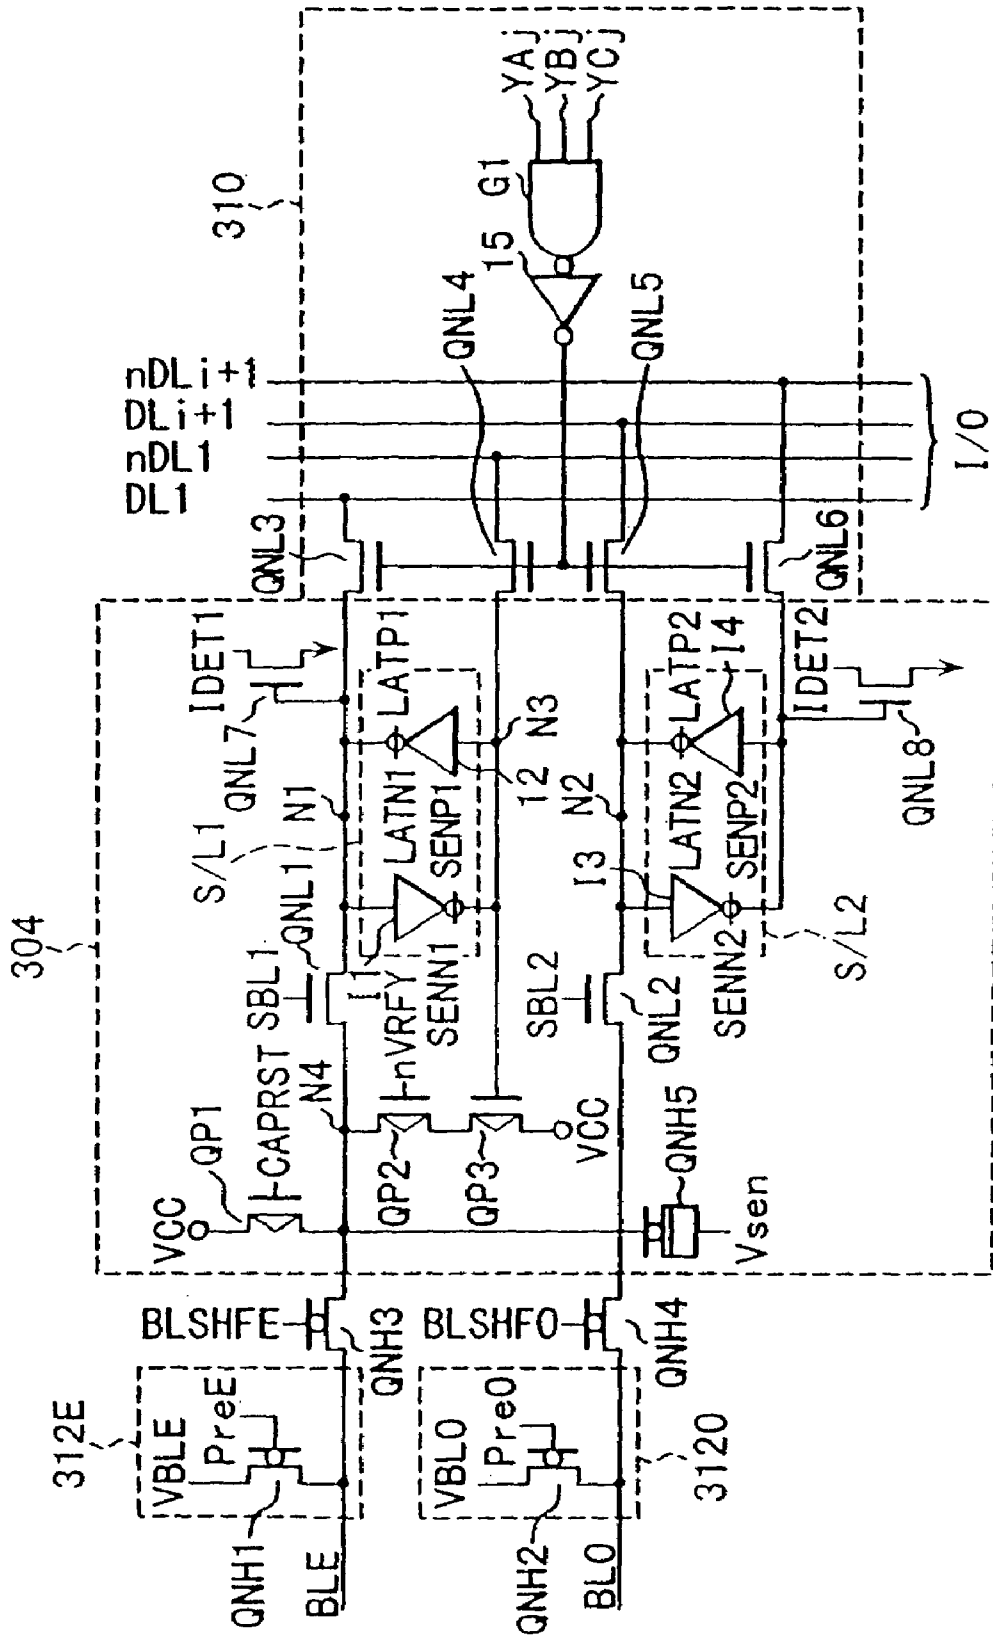 304
310
312E
VBLE
PreE
QNH1
BLE
BLSHFE
QNH3
VCC
QP1
CAPRST
N4
SBL1
QNL1
S/L1
N1
QNL7
IDET1
QNL3
DL1
nDL1
DLi+1
nDLi+1
QNL4
15
G1
YAj
YBj
YCj
QP2
nVRFY
QP3
VCC
I1
SENN1
LATN1
SENP1
LATP1
12
N3
QNL5
I/O
312O
VBLO
PreO
QNH2
BLO
BLSHFO
QNH4
QNH5
Vsen
SBL2
QNL2
I3
N2
SENN2
LATN2
SENP2
LATP2
I4
S/L2
IDET2
QNL8
QNL6